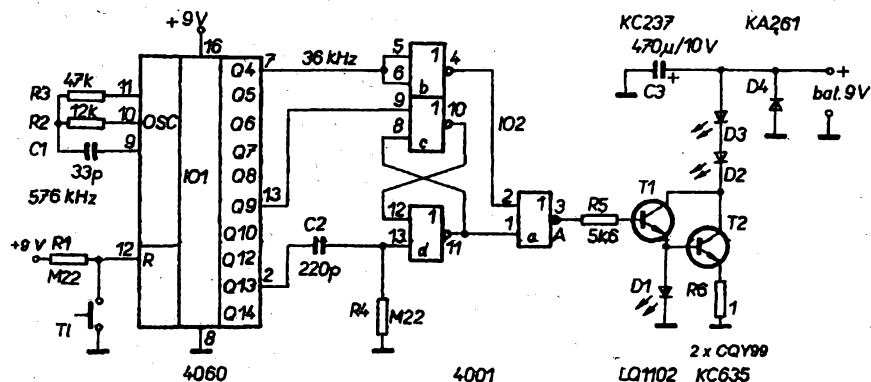 +9V
16
7
36 kHz
5
6
1
b
4
9
8
1
c
10
IO2
R3
47k
11
R2
12k
10
OSC
C1
33p
9
576 kHz
IO1
Q4
Q5
Q6
Q7
Q8
Q9
Q10
Q12
Q13
Q14
13
2
+9 V
R1
M22
12
R
Tl
8
4060
C2
220p
R4
M22
12
13
1
d
11
4001
2
1
1
a
3
A
R5
5k6
KC237
KA261
470µ/10V
C3
+
D4
+
bat. 9V
D3
D2
T1
T2
D1
R6
1
2 x CQY99
LQ1102
KC635